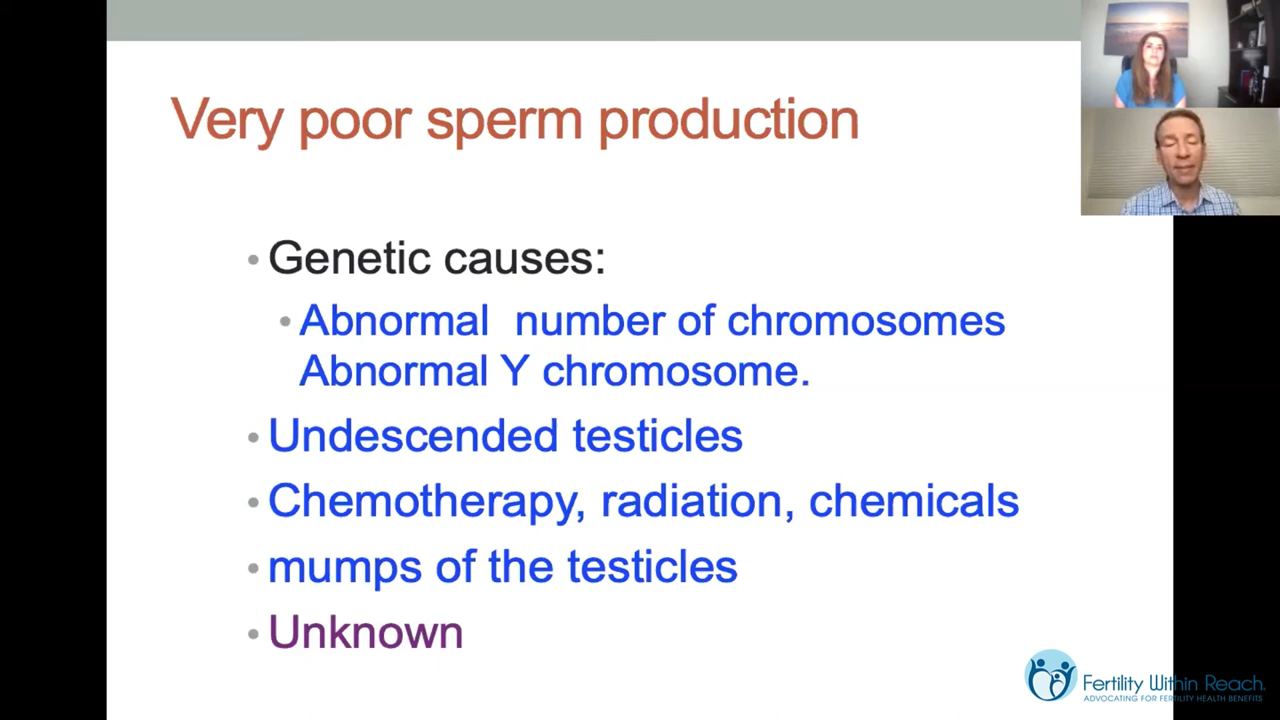 Very poor sperm production
• Genetic causes:
• Abnormal number of chromosomes
Abnormal Y chromosome.
• Undescended testicles
• Chemotherapy, radiation, chemicals
• mumps of the testicles
• Unknown
Fertility Within Reach.
ADVOCATING FOR FERTILITY HEALTH BENEFITS